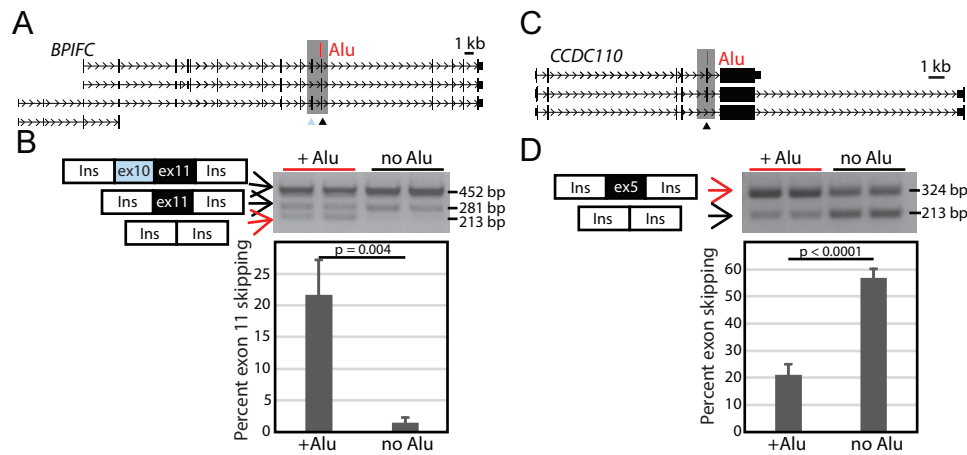 A
BPIFC
Alu
1 kb
B
+ Alu
no Alu
Ins ex10 ex11 Ins
Ins ex11 Ins
Ins Ins
452 bp
281 bp
213 bp
p = 0.004
Percent exon 11 skipping
25
20
15
10
5
0
+Alu
no Alu
C
CCDC110
Alu
1 kb
D
+ Alu
no Alu
Ins ex5 Ins
Ins Ins
324 bp
213 bp
p < 0.0001
Percent exon skipping
60
50
40
30
20
10
0
+Alu
no Alu